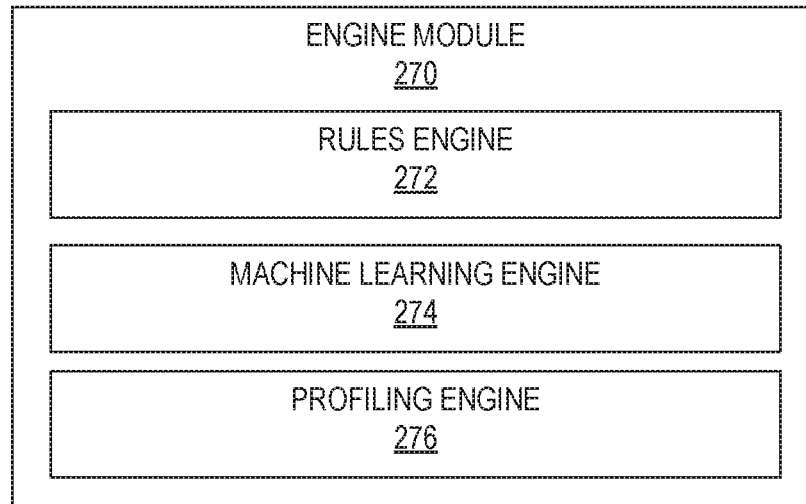 ENGINE MODULE
270
RULES ENGINE
272
MACHINE LEARNING ENGINE
274
PROFILING ENGINE
276